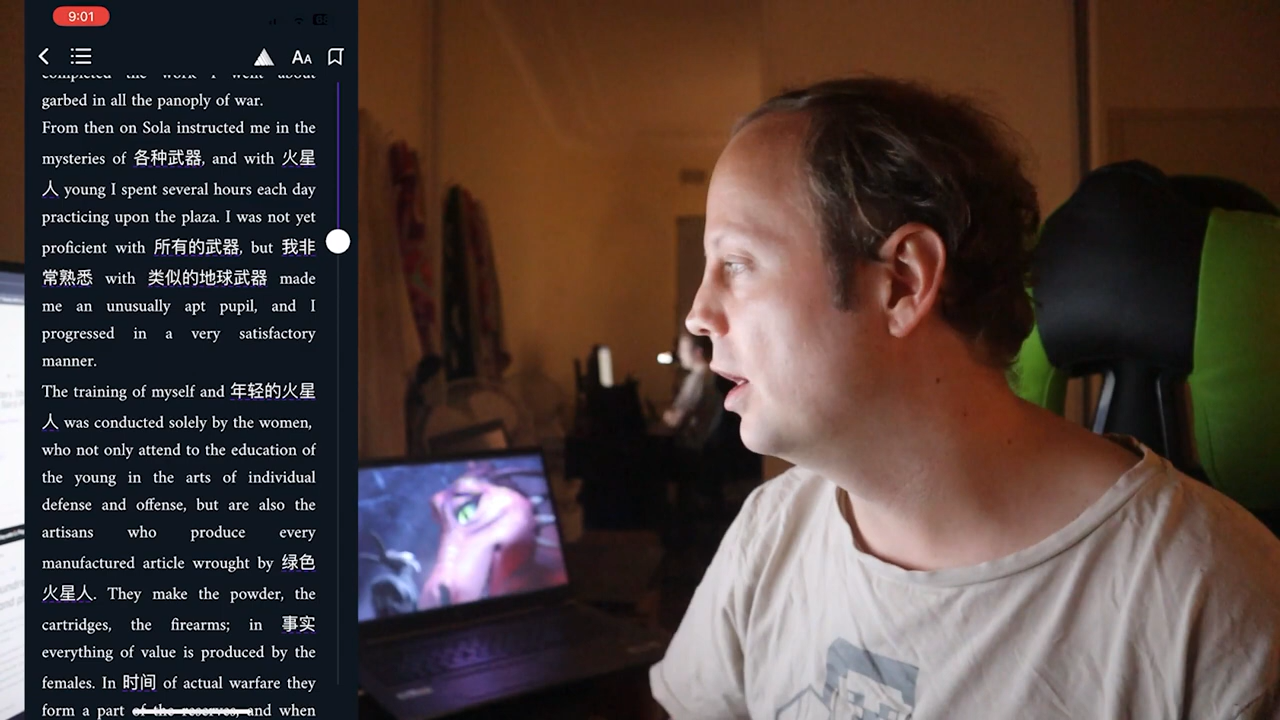 9:01
AA
completed the work I went about
garbed in all the panoply of war.
From then on Sola instructed me in the
mysteries of 各种武器, and with 火星
人 young I spent several hours each day
practicing upon the plaza. I was not yet
proficient with 所有的武器, but 我非
常熟悉 with 类似的地球武器 made
me an unusually apt pupil, and I
progressed in a very satisfactory
manner.
The training of myself and 年轻的火星
人 was conducted solely by the women,
who not only attend to the education of
the young in the arts of individual
defense and offense, but are also the
artisans who produce every
manufactured article wrought by 绿色
火星人. They make the powder, the
cartridges, the firearms; in 事实
everything of value is produced by the
females. In 时间 of actual warfare they
form a part of the reserves, and when